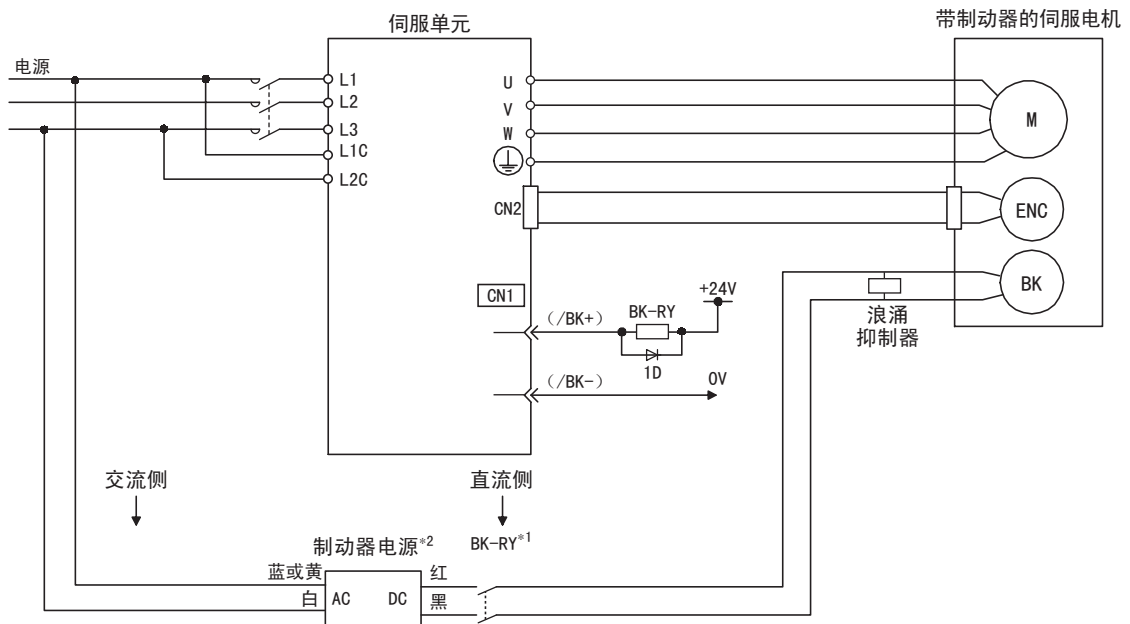 伺服单元
带制动器的伺服电机
电源
L1
L2
L3
L1C
L2C
U
V
W
M
CN2
ENC
CN1
BK
+24V
(/BK+)
BK-RY
1D
浪涌
抑制器
(/BK-)
0V
交流侧
直流侧
制动器电源*2
BK-RY*1
蓝或黄
红
白
AC
DC
黑